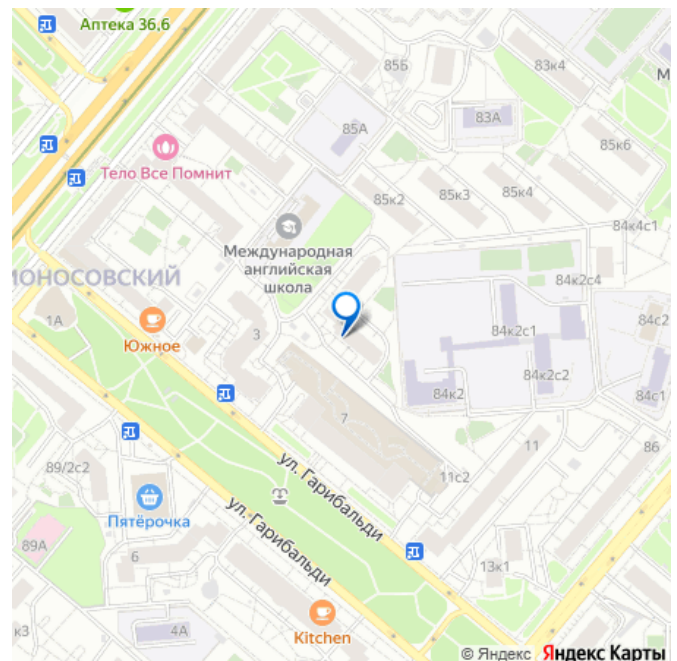 Аптека 36,6
85Б
83к4
М
83А
85А
85к6
Тело Все Помнит
85к2
85к3
85к4
84к4с1
Международная
английская
школа
ОНОСОВСКИЙ
84к2с4
1А
Южное
3
84к2с1
84с2
84к2с2
84к2
84с1
7
11
86
89/2с2
ул. Гарибальди
11с2
Пятёрочка
ул. Гарибальди
89А
6
13к1
к3
4А
Kitchen
© Яндекс Яндекс Карты